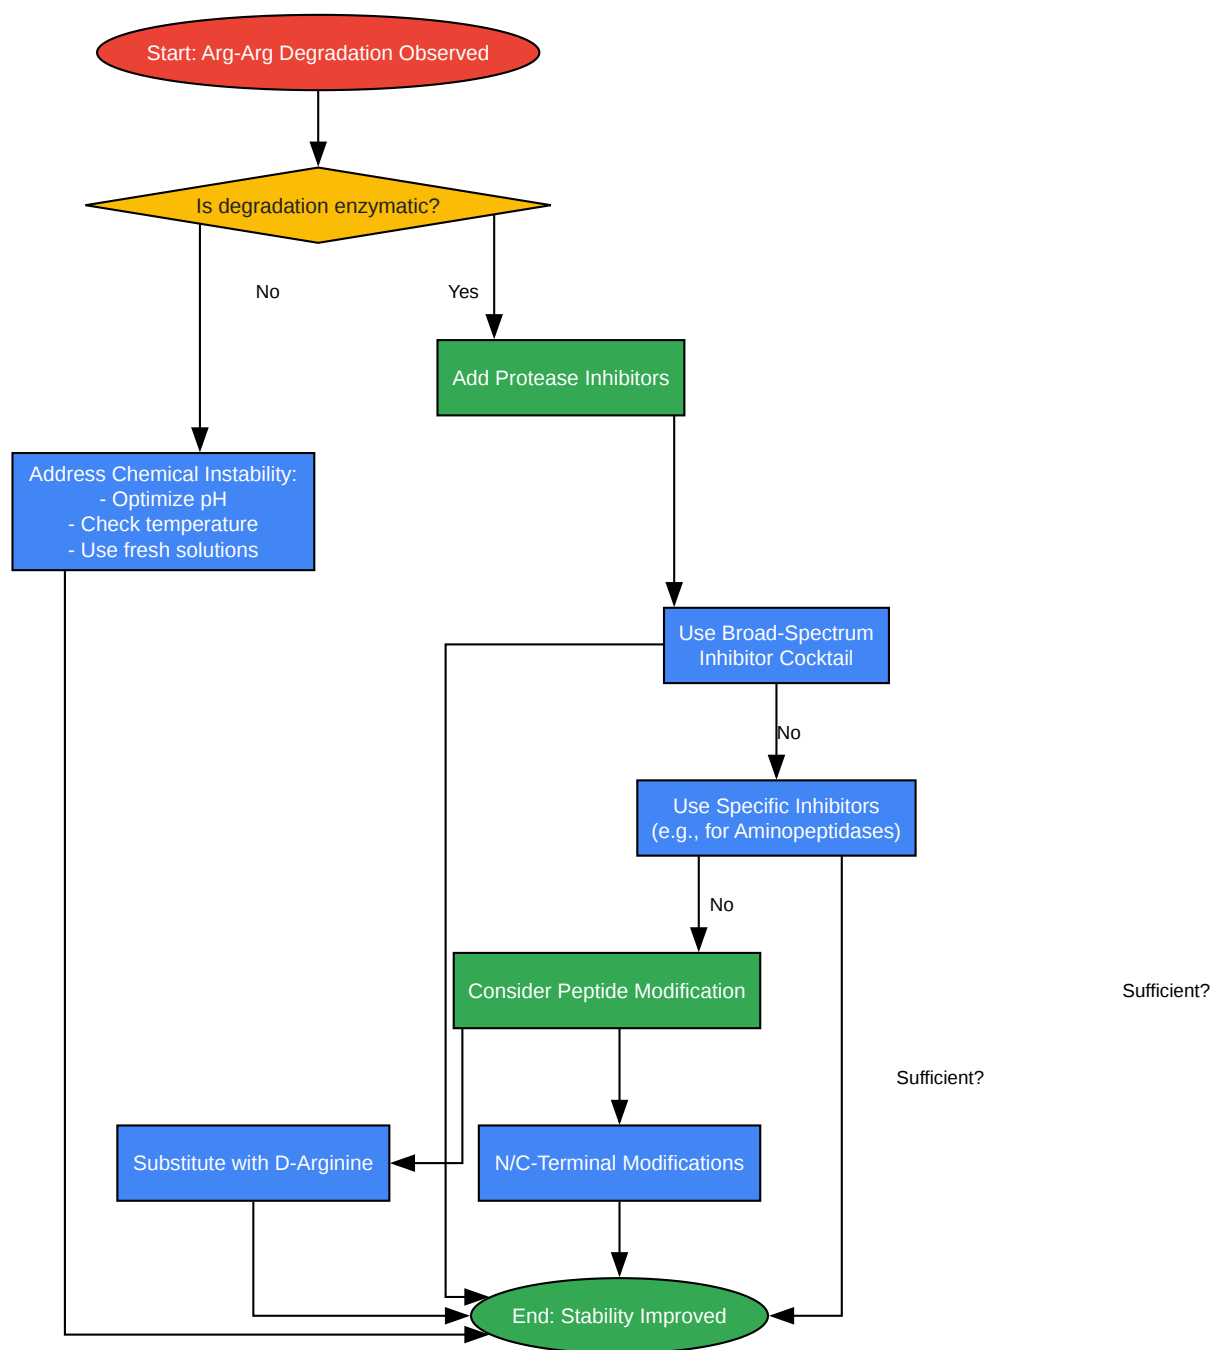 Start: Arg-Arg Degradation Observed
Is degradation enzymatic?
No
Yes
Add Protease Inhibitors
Address Chemical Instability:
- Optimize pH
- Check temperature
- Use fresh solutions
Use Broad-Spectrum
Inhibitor Cocktail
No
Use Specific Inhibitors
(e.g., for Aminopeptidases)
No
Consider Peptide Modification
Sufficient?
Sufficient?
Substitute with D-Arginine
N/C-Terminal Modifications
End: Stability Improved